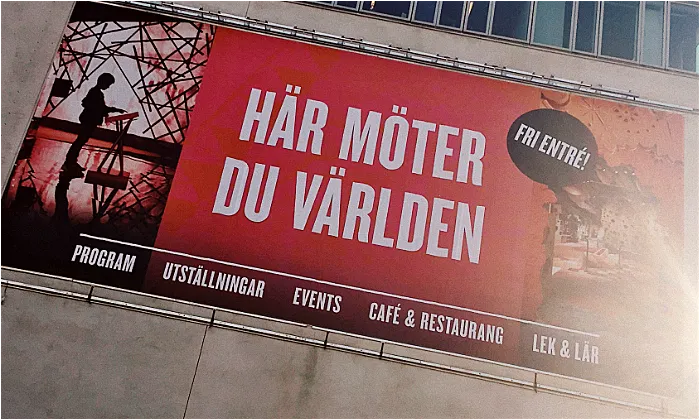 HÄR MÖTER
DU VÄRLDEN
FRI ENTRÉ!
PROGRAM
UTSTÄLLNINGAR
EVENTS
CAFÉ & RESTAURANG
LEK & LÄR